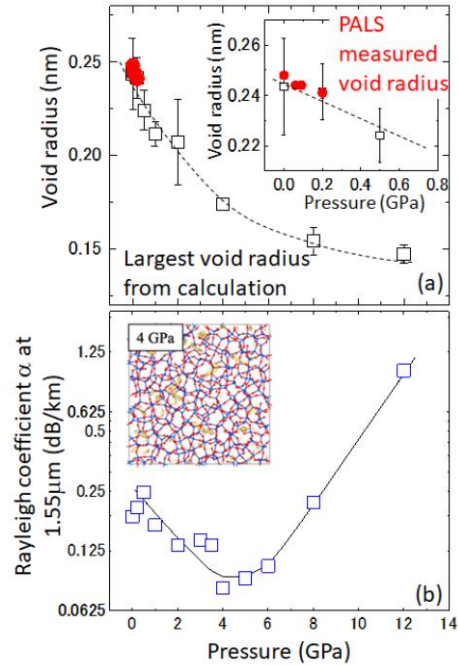 0.25
0.20
0.15
Void radius (nm)
0.26
0.24
0.22
Void radius (nm)
PALS
measured
void radius
0.0 0.2 0.4 0.6 0.8
Pressure (GPa)
Largest void radius
from calculation
(a)
1.25
0.625
0.5
0.25
0.125
0.0625
Rayleigh coefficient α at
1.55μm (dB/km)
4 GPa
(b)
0 2 4 6 8 10 12 14
Pressure (GPa)